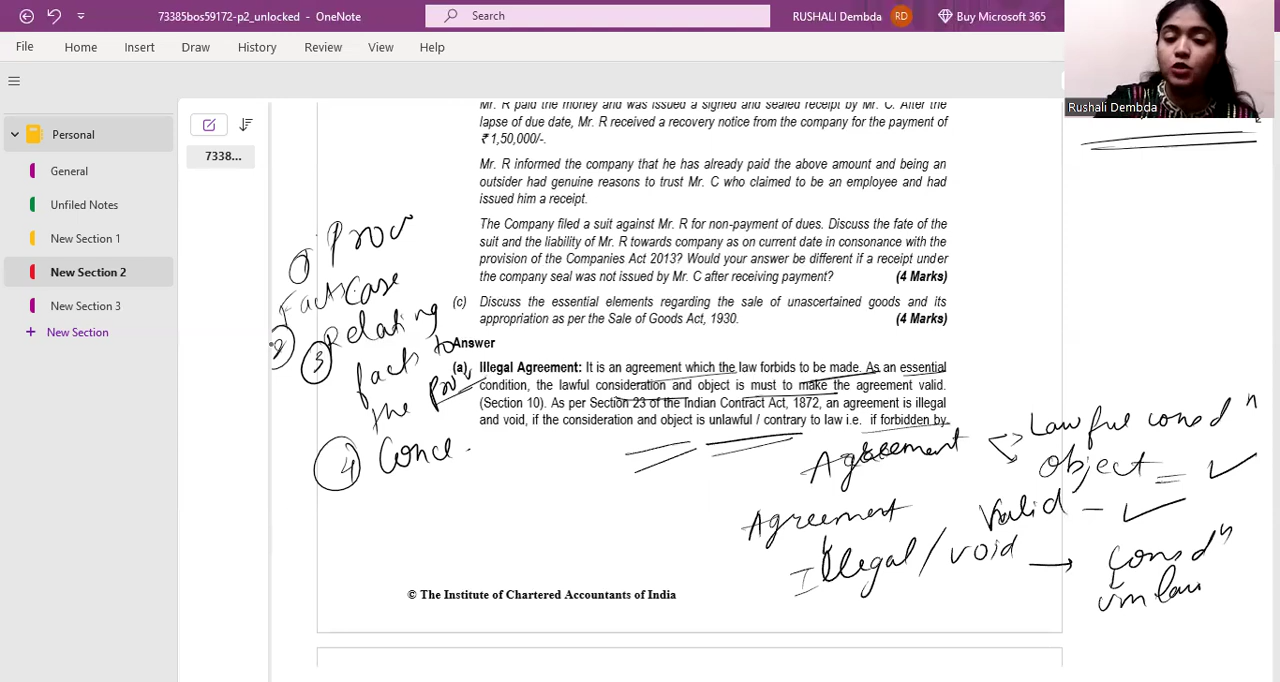 73385bos59172-p2_unlocked - OneNote
Search
RUSHALI Dembda
RD
Buy Microsoft 365
File Home Insert Draw History Review View Help
Rushali Dembda
Personal
General
Unfiled Notes
New Section 1
New Section 2
New Section 3
New Section
7338...
Mr. R paid the money and was issued a signed and sealed receipt by Mr. C. After the
lapse of due date, Mr. R received a recovery notice from the company for the payment of
₹ 1,50,000/-.
Mr. R informed the company that he has already paid the above amount and being an
outsider had genuine reasons to trust Mr. C who claimed to be an employee and had
issued him a receipt.
The Company filed a suit against Mr. R for non-payment of dues. Discuss the fate of the
suit and the liability of Mr. R towards company as on current date in consonance with the
provision of the Companies Act 2013? Would your answer be different if a receipt under
the company seal was not issued by Mr. C after receiving payment? (4 Marks)
(c) Discuss the essential elements regarding the sale of unascertained goods and its
appropriation as per the Sale of Goods Act, 1930. (4 Marks)
Answer
(a) Illegal Agreement: It is an agreement which the law forbids to be made. As an essential
condition, the lawful consideration and object is must to make the agreement valid.
(Section 10). As per Section 23 of the Indian Contract Act, 1872, an agreement is illegal
and void, if the consideration and object is unlawful / contrary to law i.e. if forbidden by
① Prov
② Facts Case
③ Relating
facts to
the Prov
④ Concl.
Agreement
Lawful consdⁿ
Object
Agreement Valid -
Illegal / void → consdⁿ
unlaw
© The Institute of Chartered Accountants of India